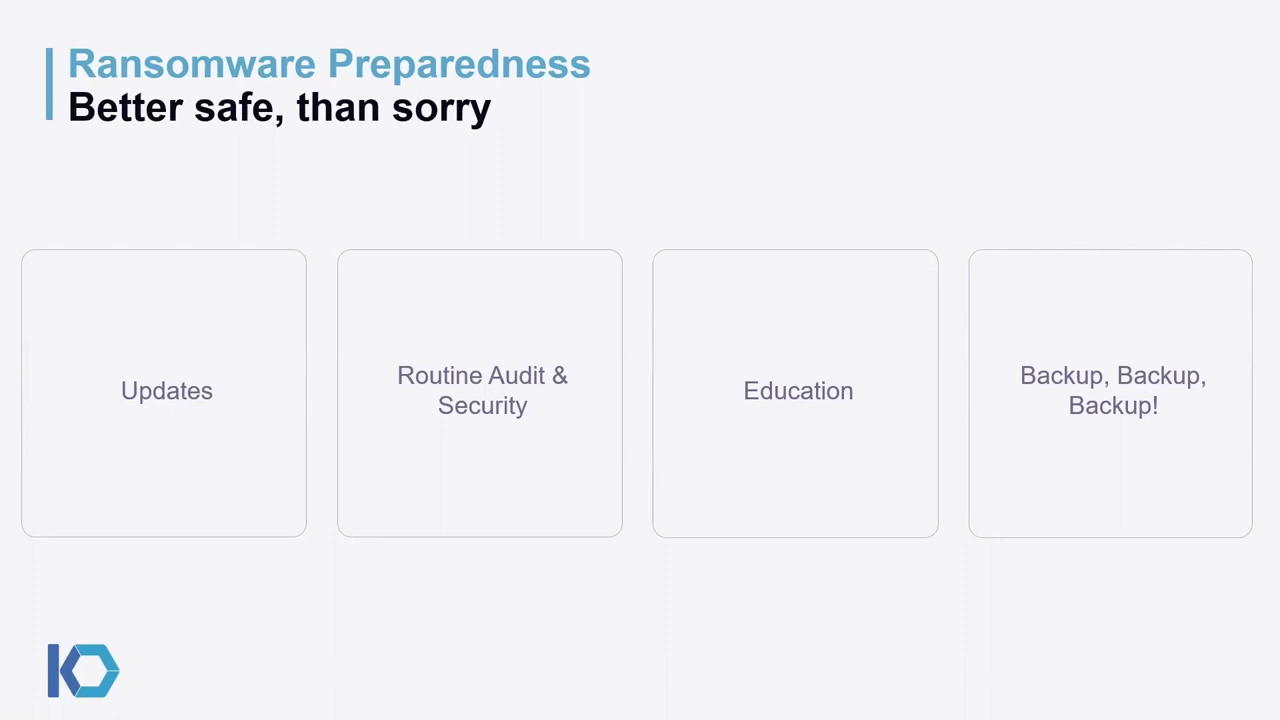 Ransomware Preparedness
Better safe, than sorry
Updates
Routine Audit &
Security
Education
Backup, Backup,
Backup!